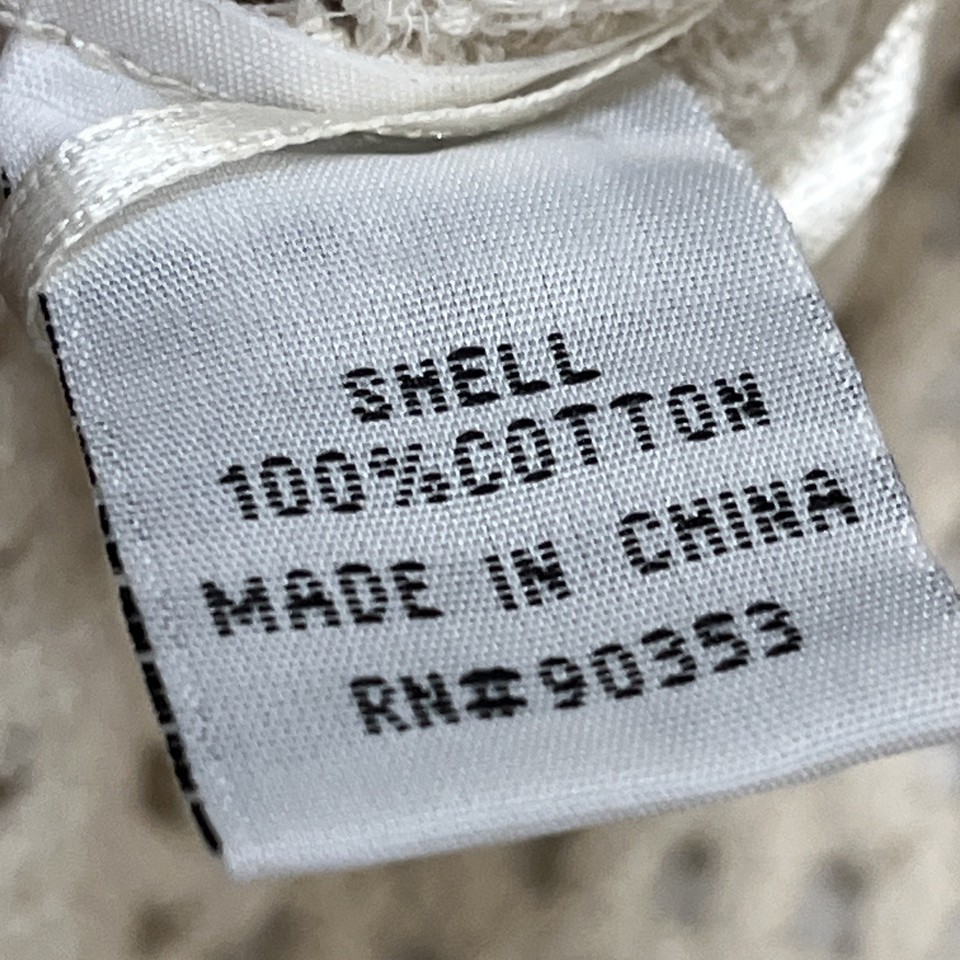 SHELL
100%COTTON
MADE IN CHINA
RN#90353